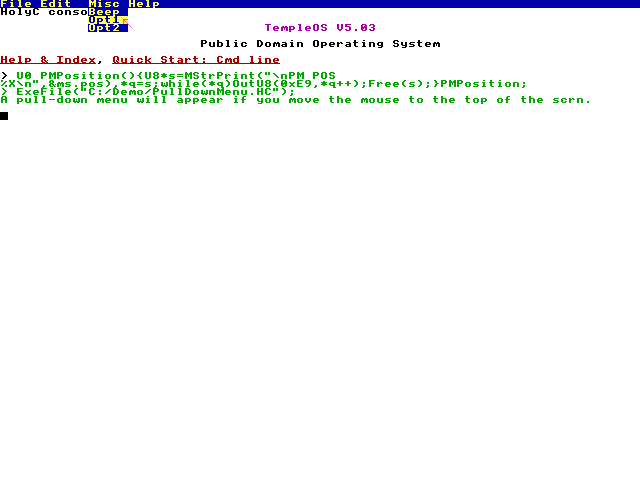 File Edit  Misc Help
HolyC conso Beep
Opt1
Opt2
TempleOS V5.03
Public Domain Operating System
Help & Index, Quick Start: Cmd line
> U0 PMPosition(){U8*s=MStrPrint("\nPM_POS
%X\n",&ms.pos),*q=s;while(*q)OutU8(0xE9,*q++);Free(s);}PMPosition;
> ExeFile("C:/Demo/PullDownMenu.HC");
A pull-down menu will appear if you move the mouse to the top of the scrn.